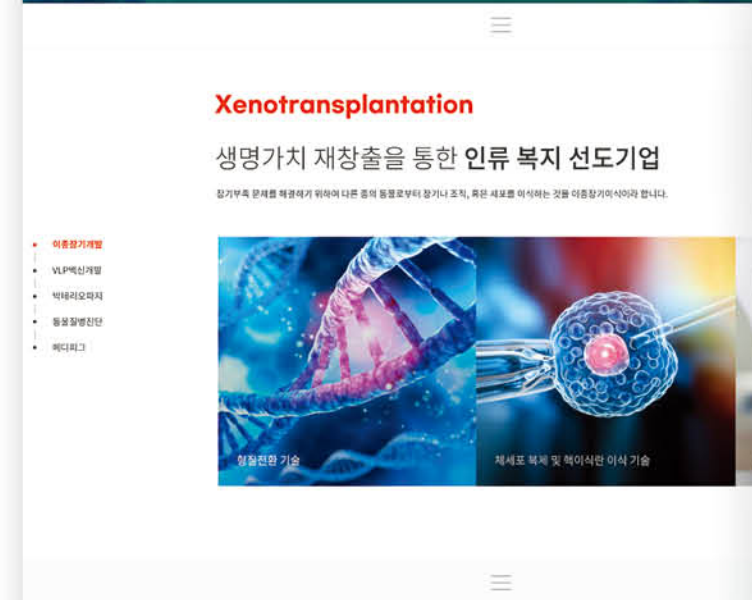 Xenotransplantation
생명가치 재창출을 통한 인류 복지 선도기업
장기부족 문제를 해결하기 위하여 다른 종의 동물로부터 장기나 조직, 혹은 세포를 이식하는 것을 이종장기이식이라 합니다.
이종장기개발
VLP백신개발
박테리오파지
동물질병진단
메디피그
형질전환 기술
체세포 복제 및 핵이식란 이식 기술